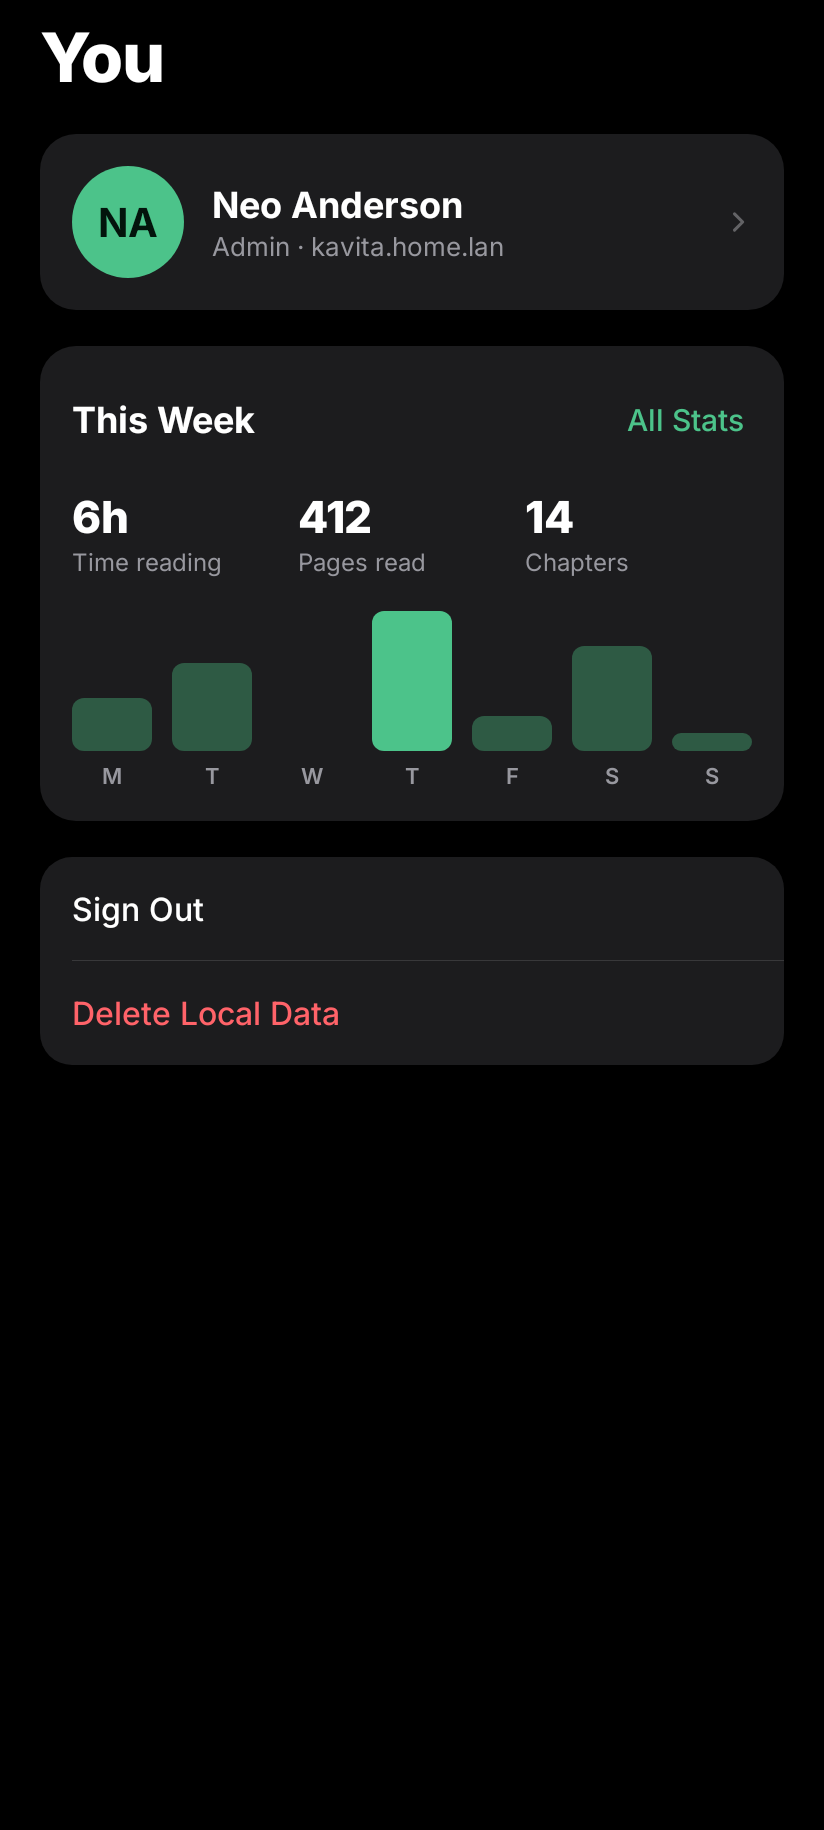 You
NA
Neo Anderson
Admin · kavita.home.lan
This Week
All Stats
6h
412
14
Time reading
Pages read
Chapters
M T W T F S S
Sign Out
Delete Local Data